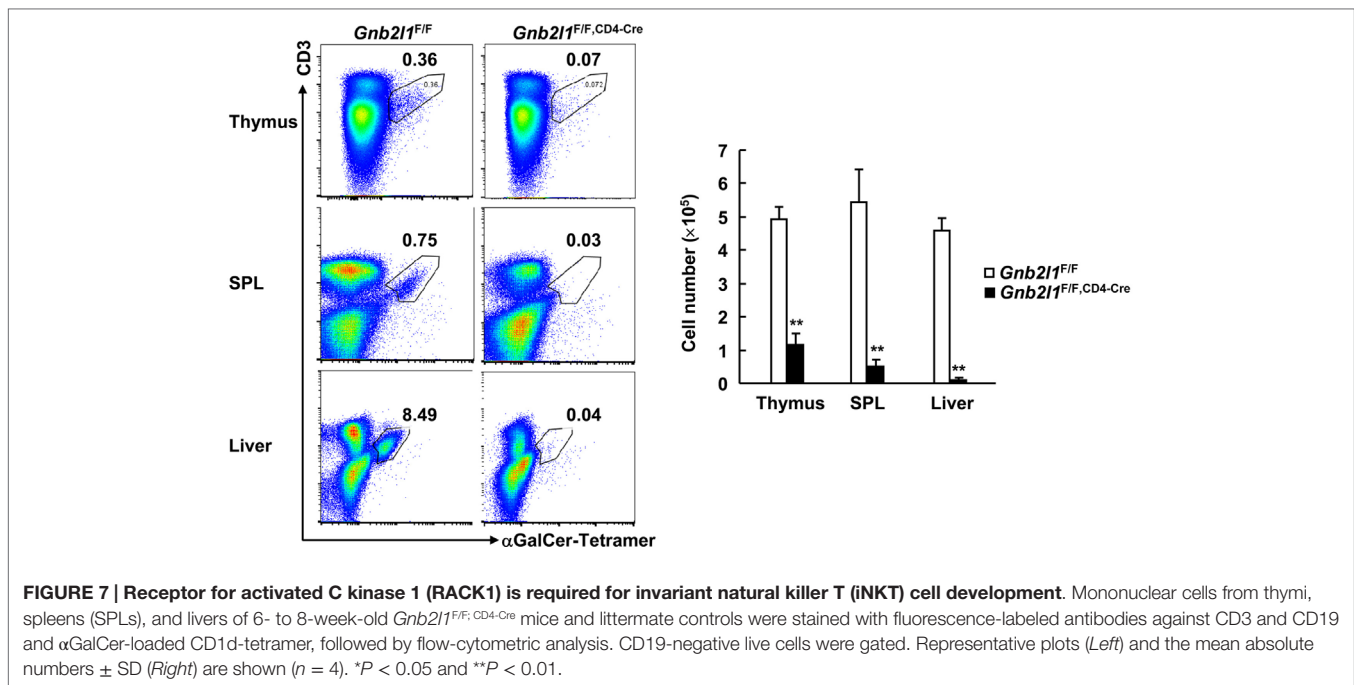 Gnb2l1F/F Gnb2l1F/F,CD4-Cre
CD3
0.36 0.07
0.36 0.072
Thymus
0.75 0.03
SPL
8.49 0.04
Liver
αGalCer-Tetramer
Cell number (×10⁵)
7
6
5
4
3
2
1
0
** ** **
Thymus SPL Liver
Gnb2l1F/F
Gnb2l1F/F,CD4-Cre
FIGURE 7 | Receptor for activated C kinase 1 (RACK1) is required for invariant natural killer T (iNKT) cell development. Mononuclear cells from thymi,
spleens (SPLs), and livers of 6- to 8-week-old Gnb2l1F/F; CD4-Cre mice and littermate controls were stained with fluorescence-labeled antibodies against CD3 and CD19
and αGalCer-loaded CD1d-tetramer, followed by flow-cytometric analysis. CD19-negative live cells were gated. Representative plots (Left) and the mean absolute
numbers ± SD (Right) are shown (n = 4). *P < 0.05 and **P < 0.01.